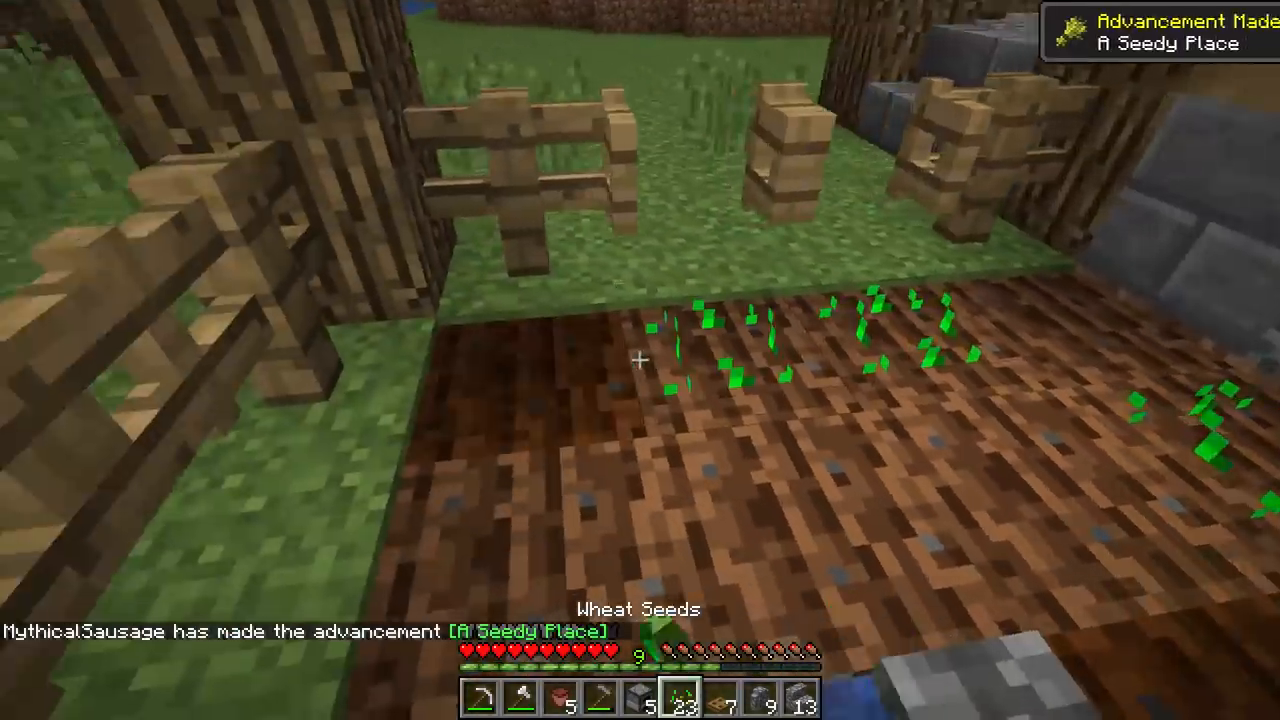 Advancement Made
A Seedy Place
Wheat Seeds
MythicalSausage has made the advancement [A Seedy Place]
9
5 5 23 7 9 13